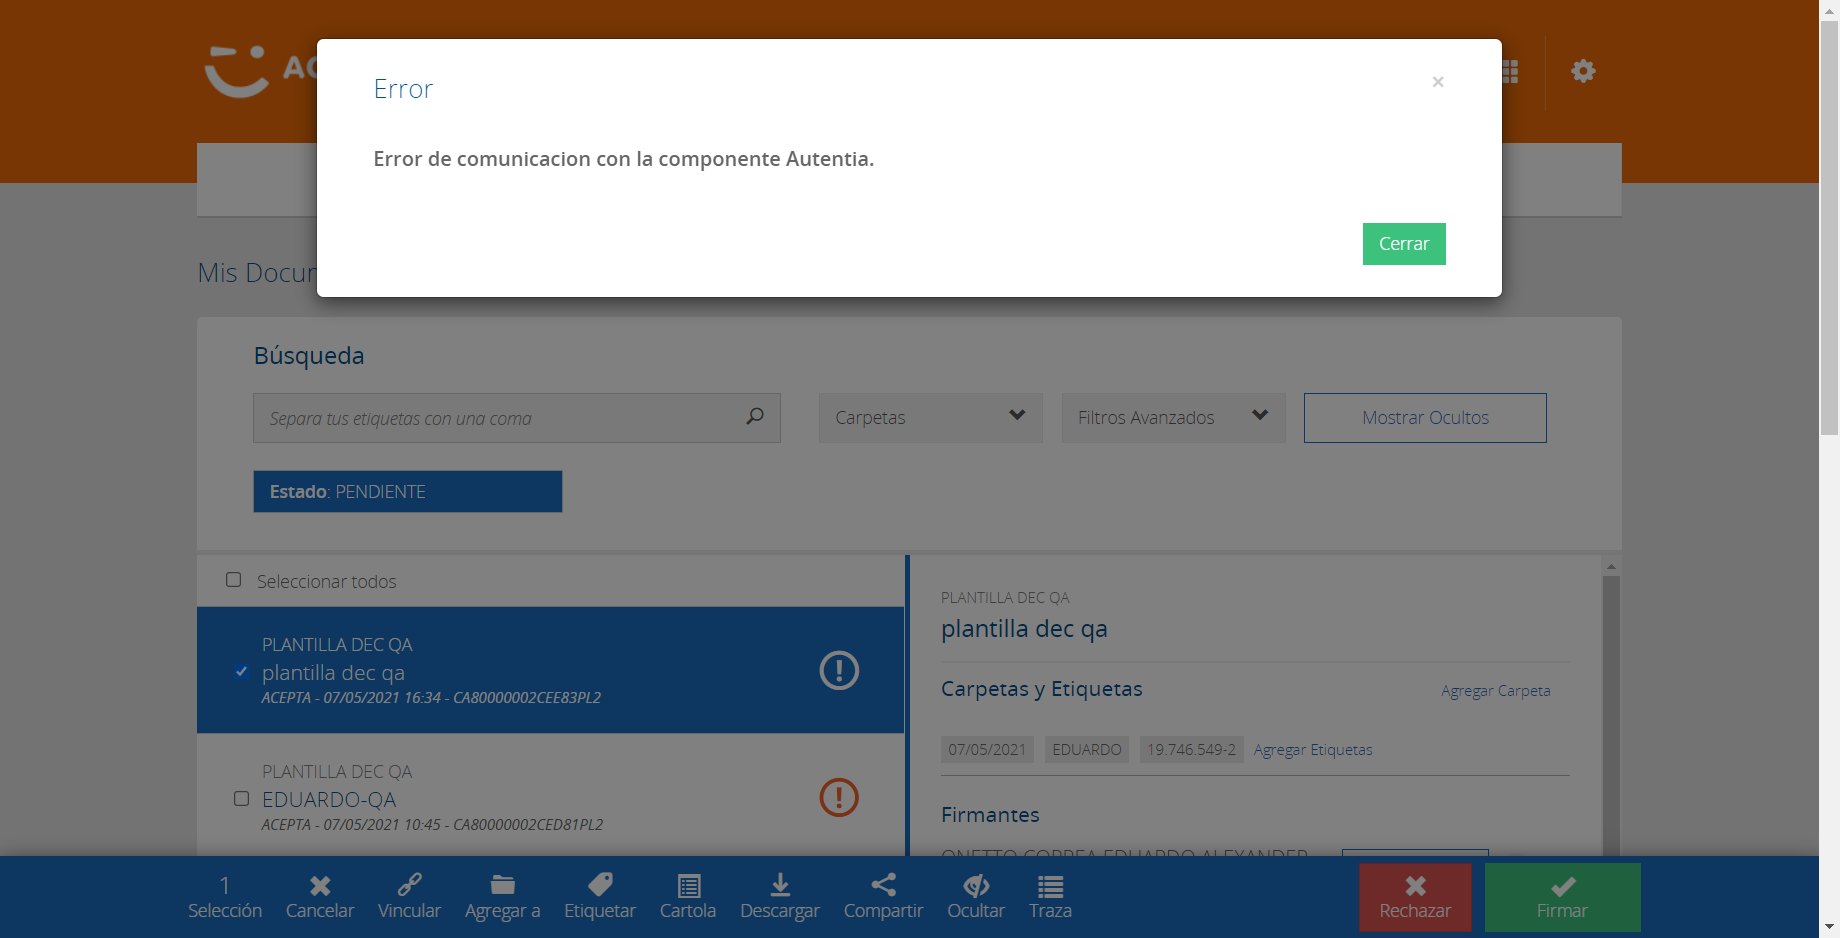 Error
×
Error de comunicacion con la componente Autentia.
Cerrar
Búsqueda
Separa tus etiquetas con una coma
Carpetas
Filtros Avanzados
Mostrar Ocultos
Estado: PENDIENTE
Seleccionar todos
PLANTILLA DEC QA
plantilla dec qa
ACEPTA - 07/05/2021 16:34 - CA80000002CEE83PL2
PLANTILLA DEC QA
EDUARDO-QA
ACEPTA - 07/05/2021 10:45 - CA80000002CED81PL2
PLANTILLA DEC QA
plantilla dec qa
Carpetas y Etiquetas
Agregar Carpeta
07/05/2021 EDUARDO 19.746.549-2 Agregar Etiquetas
Firmantes
ONETTO CORREA EDUARDO ALEXANDER
1
Selección
Cancelar
Vincular
Agregar a
Etiquetar
Cartola
Descargar
Compartir
Ocultar
Traza
Rechazar
Firmar